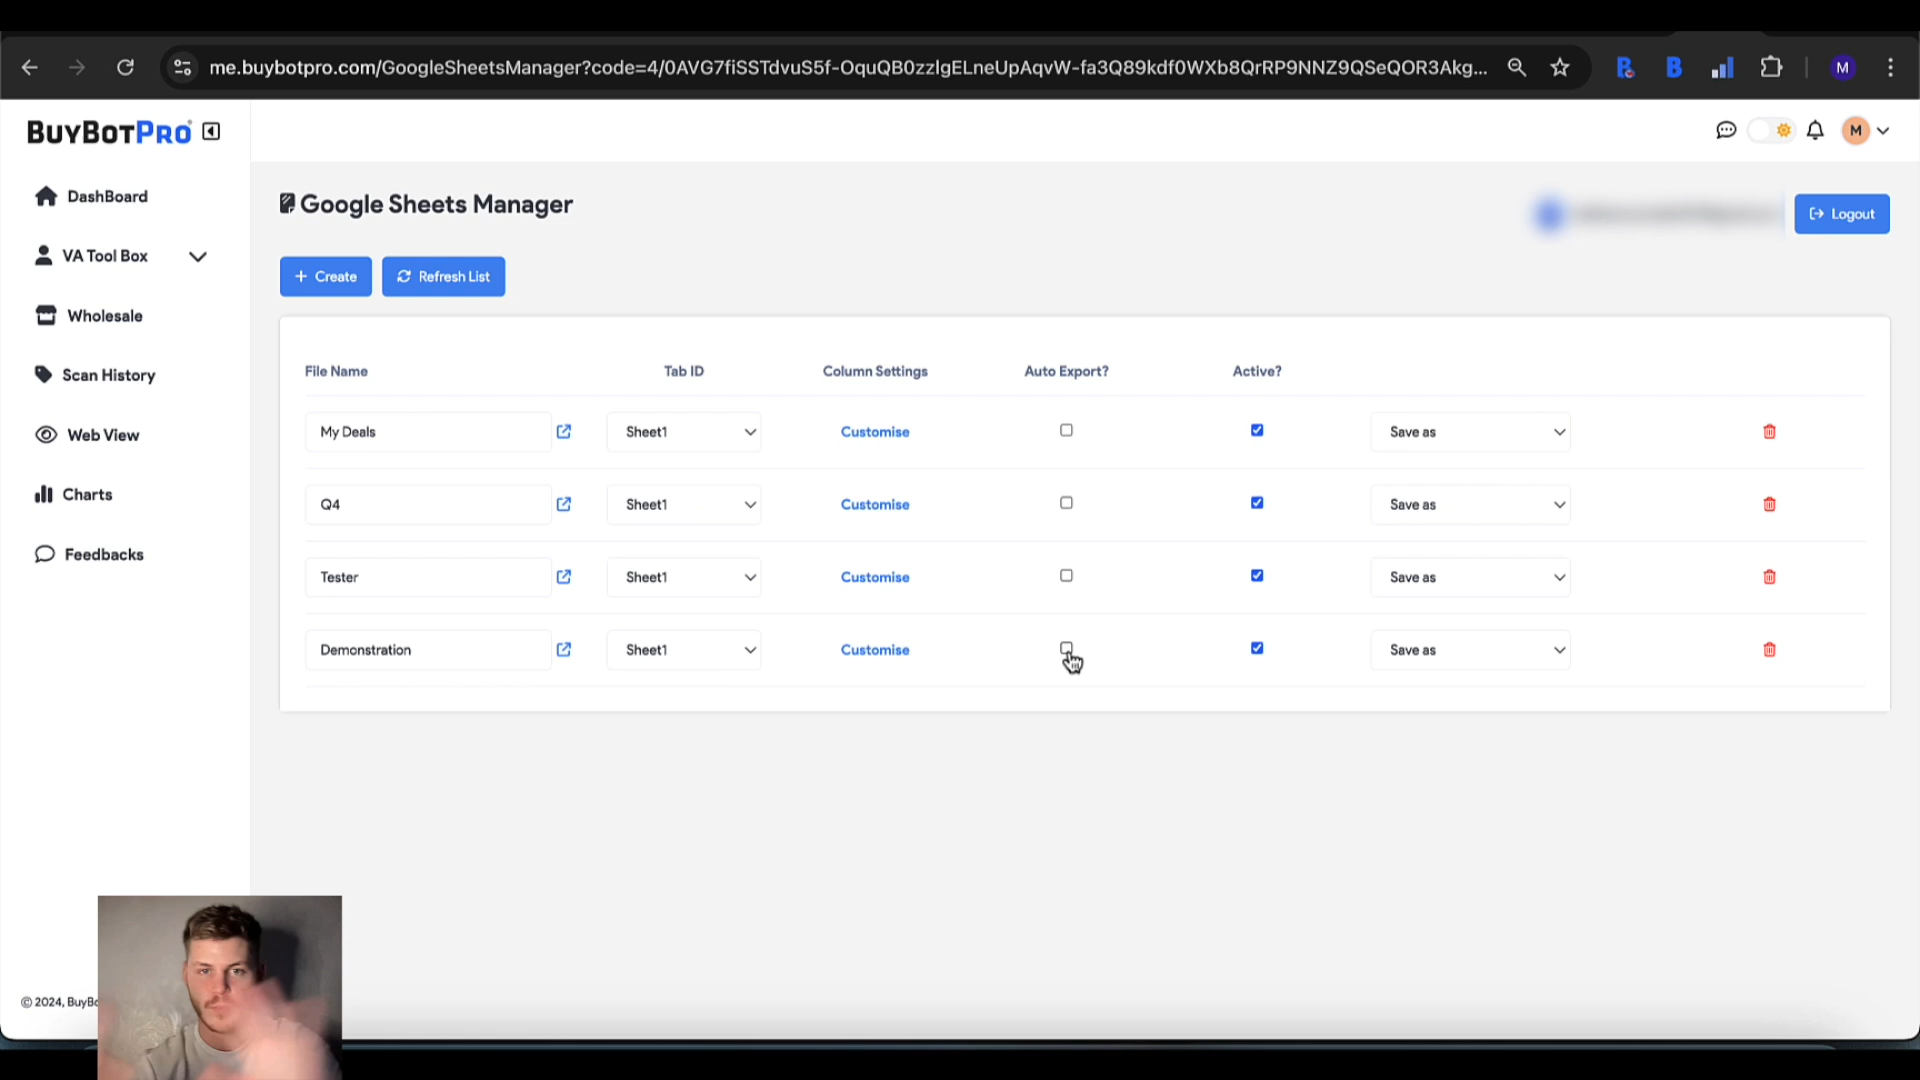 me.buybotpro.com/GoogleSheetsManager?code=4/0AVG7fiSSTdvuS5f-OquQB0zzlgELneUpAqvW-fa3Q89kdf0WXb8QrRP9NNZ9QSeQOR3Akg...
M
BUYBOTPRO
M
DashBoard
VA Tool Box
Wholesale
Scan History
Web View
Charts
Feedbacks
Google Sheets Manager
Logout
+ Create
Refresh List
File Name Tab ID Column Settings Auto Export? Active?
My Deals Sheet1 Customise Save as
Q4 Sheet1 Customise Save as
Tester Sheet1 Customise Save as
Demonstration Sheet1 Customise Save as
© 2024, BuyBo